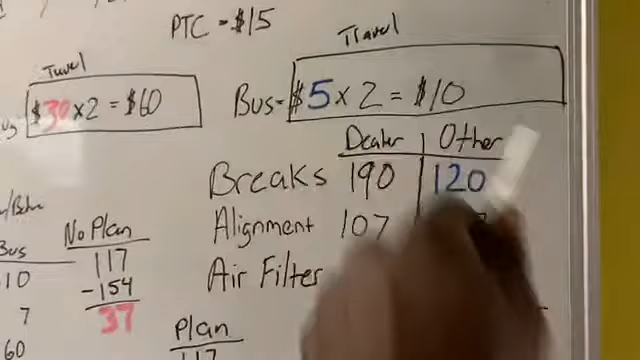 PTC = $15
Travel
$30 x 2 = $60
Travel
Bus = $5 x 2 = $10
Dealer | Other
Breaks 190 120
Alignment 107
Air Filter
Bus
10
7
60
No Plan
117
-154
37
Plan
117